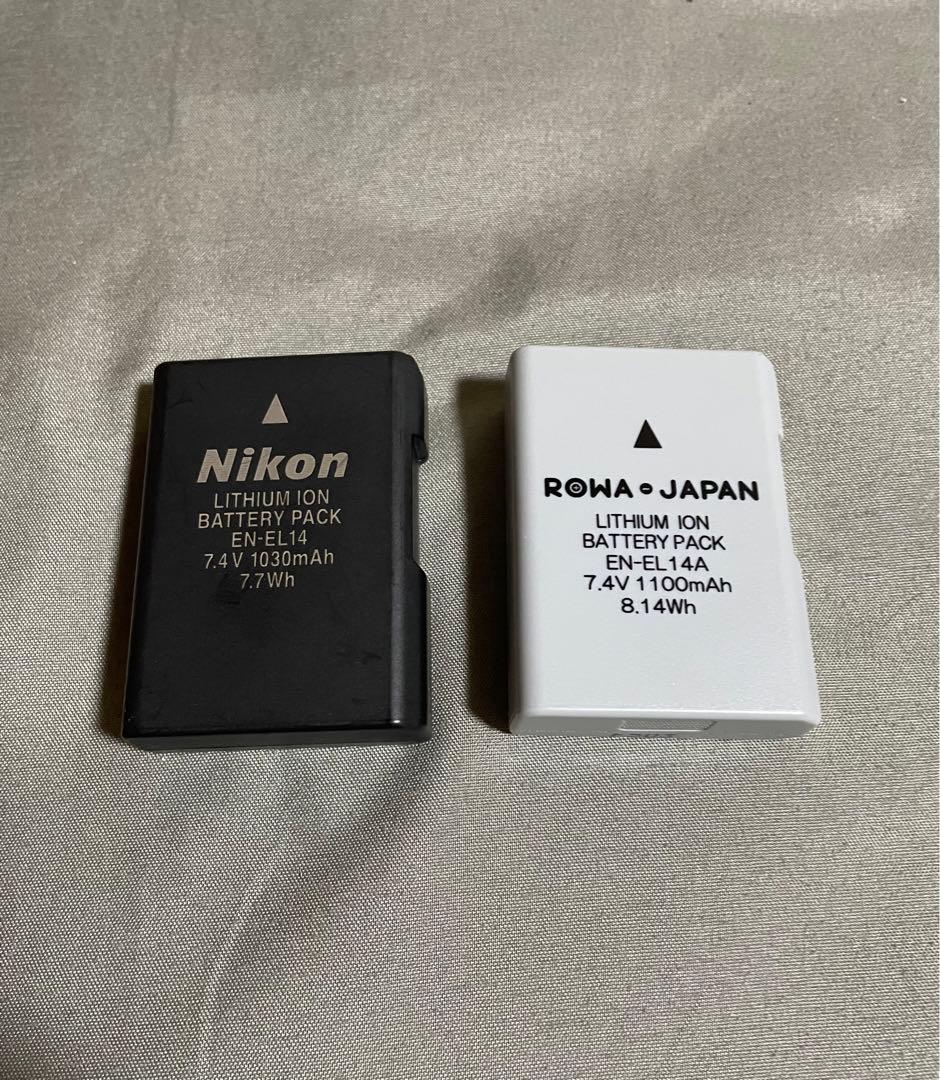 Nikon
LITHIUM ION
BATTERY PACK
EN-EL14
7.4V 1030mAh
7.7Wh
ROWA JAPAN
LITHIUM ION
BATTERY PACK
EN-EL14A
7.4V 1100mAh
8.14Wh